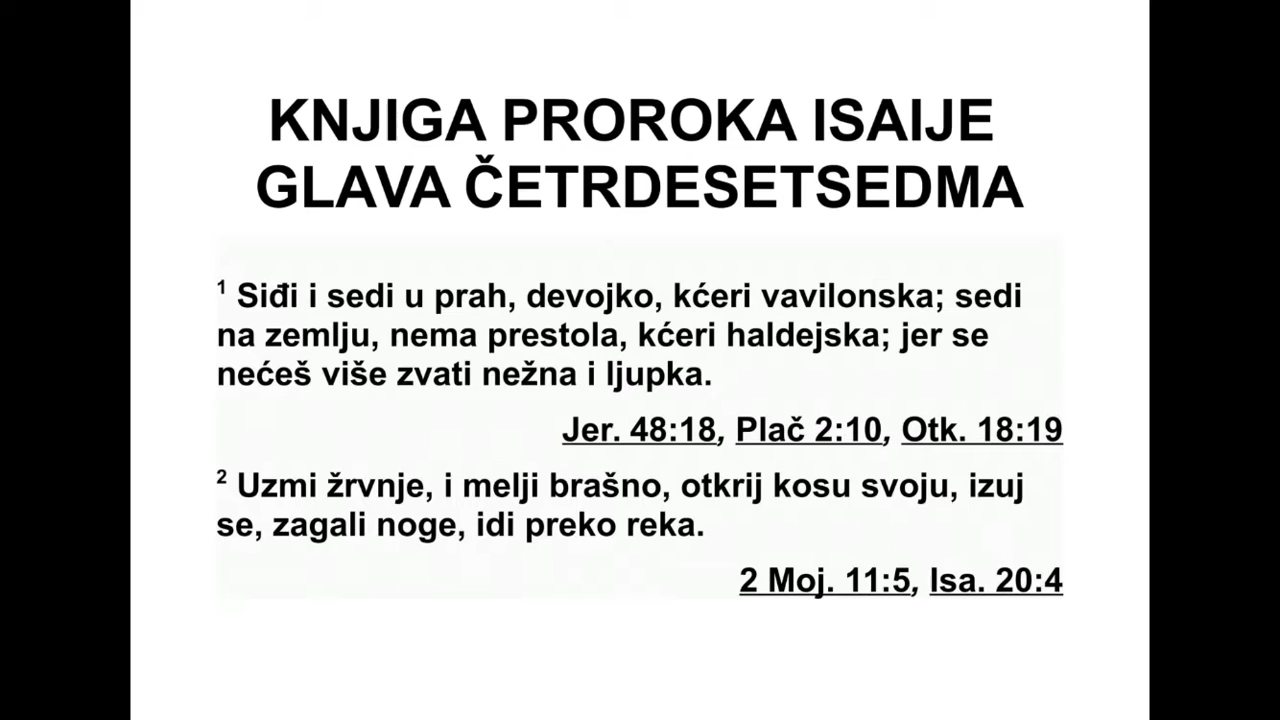 KNJIGA PROROKA ISAIJE
GLAVA ČETRDESETSEDMA
1 Siđi i sedi u prah, devojko, kćeri vavilonska; sedi
na zemlju, nema prestola, kćeri haldejska; jer se
nećeš više zvati nežna i ljupka.
Jer. 48:18, Plač 2:10, Otk. 18:19
2 Uzmi žrvnje, i melji brašno, otkrij kosu svoju, izuj
se, zagali noge, idi preko reka.
2 Moj. 11:5, Isa. 20:4